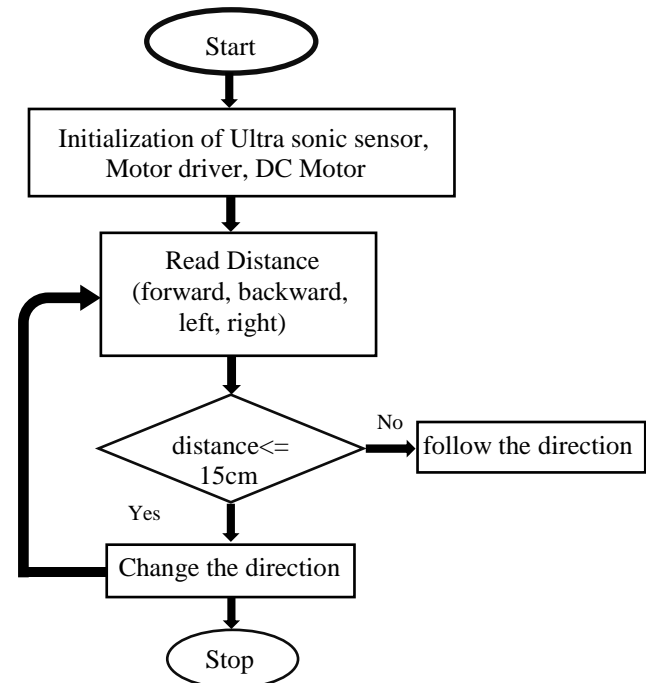 Start
Initialization of Ultra sonic sensor,
Motor driver, DC Motor
Read Distance
(forward, backward,
left, right)
distance<=
15cm
No
follow the direction
Yes
Change the direction
Stop